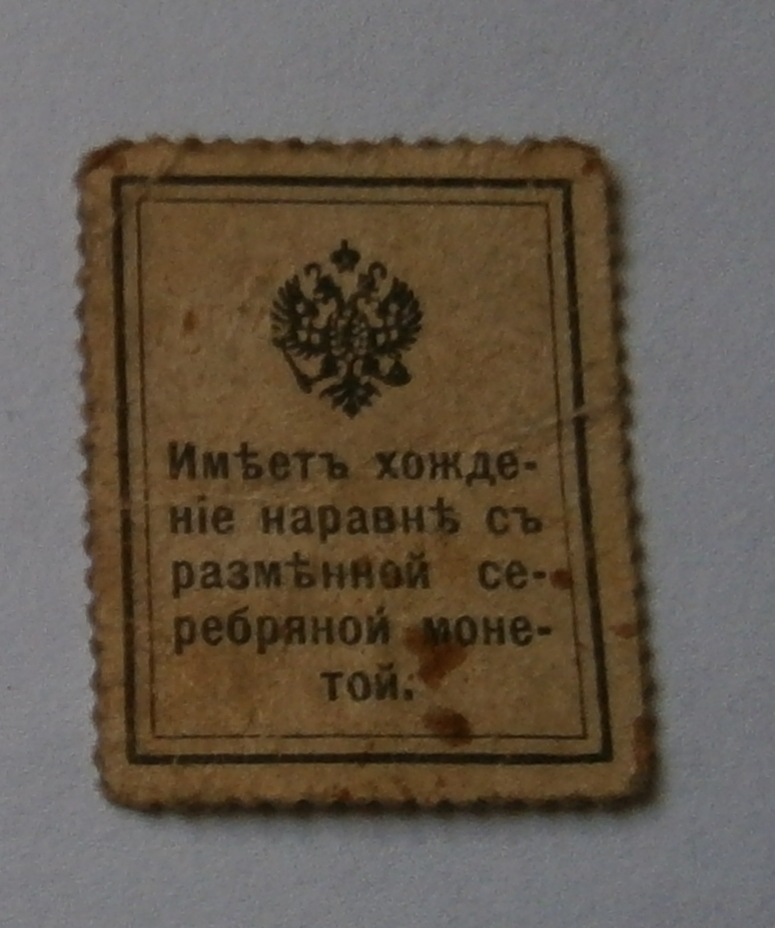 Имѣетъ хожде-
ніе наравнѣ съ
размѣнной се-
ребряной моне-
той.